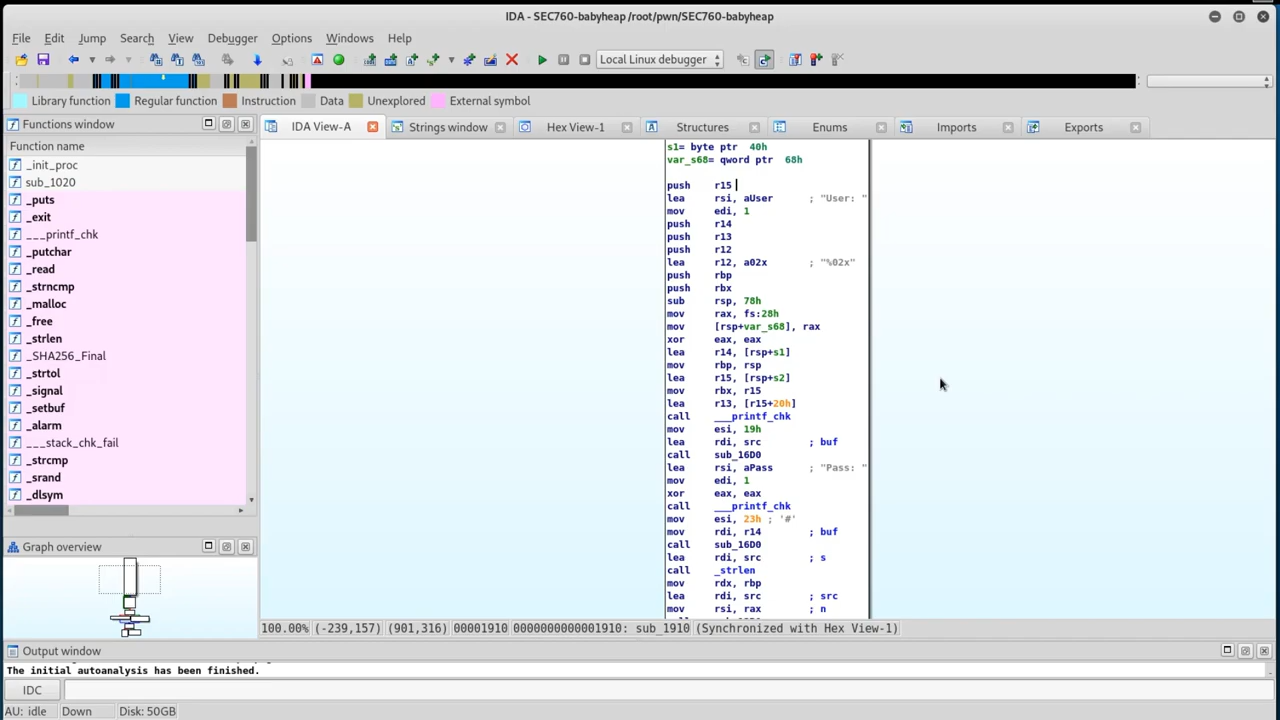 IDA - SEC760-babyheap /root/pwn/SEC760-babyheap
File Edit Jump Search View Debugger Options Windows Help
Local Linux debugger
Library function Regular function Instruction Data Unexplored External symbol
Functions window
IDA View-A Strings window Hex View-1 Structures Enums Imports Exports
Function name
_init_proc
sub_1020
_puts
_exit
___printf_chk
_putchar
_read
_strncmp
_malloc
_free
_strlen
_SHA256_Final
_strtol
_signal
_setbuf
_alarm
___stack_chk_fail
_strcmp
_srand
_dlsym
Graph overview
s1= byte ptr 40h
var_s68= qword ptr 68h
push r15
lea rsi, aUser ; "User: "
mov edi, 1
push r14
push r13
push r12
lea r12, a02x ; "%02x"
push rbp
push rbx
sub rsp, 78h
mov rax, fs:28h
mov [rsp+var_s68], rax
xor eax, eax
lea r14, [rsp+s1]
mov rbp, rsp
lea r15, [rsp+s2]
mov rbx, r15
lea r13, [r15+20h]
call ___printf_chk
mov esi, 19h
lea rdi, src ; buf
call sub_16D0
lea rsi, aPass ; "Pass: "
mov edi, 1
xor eax, eax
call ___printf_chk
mov esi, 23h ; '#'
mov rdi, r14 ; buf
call sub_16D0
lea rdi, src ; s
call _strlen
mov rdx, rbp
lea rdi, src ; src
mov rsi, rax ; n
100.00% (-239,157) (901,316) 00001910 0000000000001910: sub_1910 (Synchronized with Hex View-1)
Output window
The initial autoanalysis has been finished.
IDC
AU: idle Down Disk: 50GB